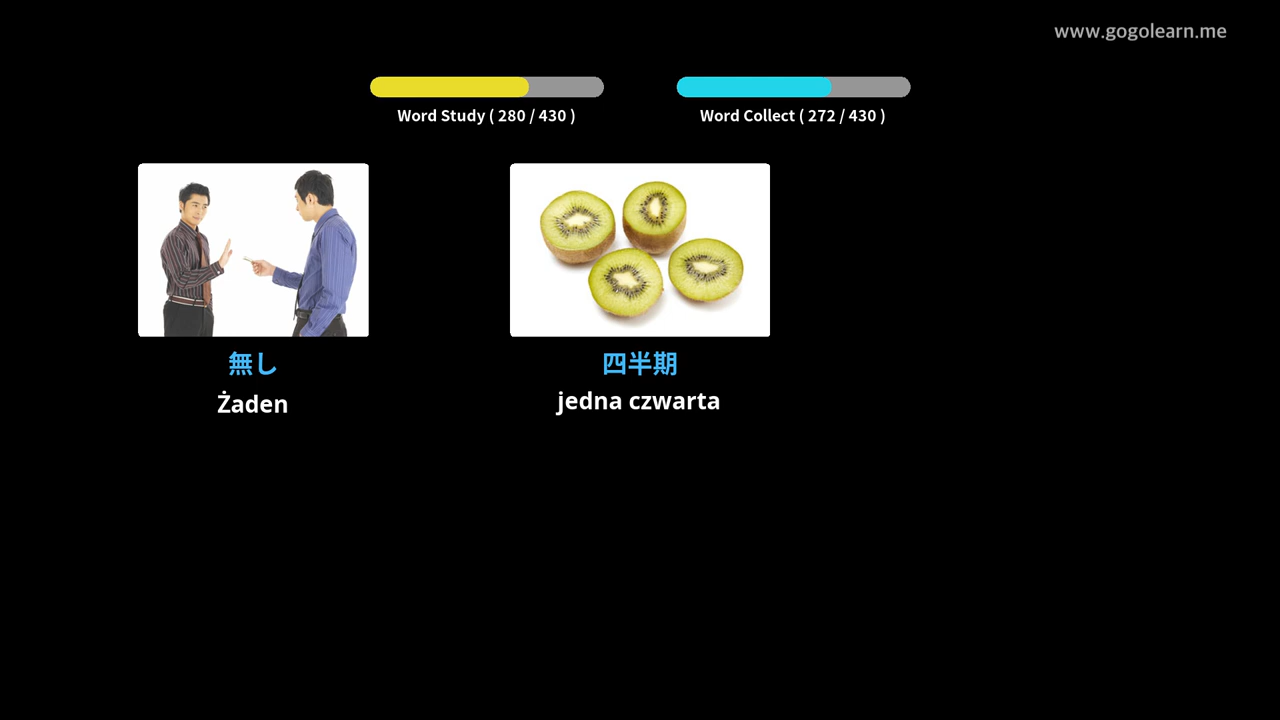 www.gogolearn.me
Word Study ( 280 / 430 )
Word Collect ( 272 / 430 )
無し
Żaden
四半期
jedna czwarta